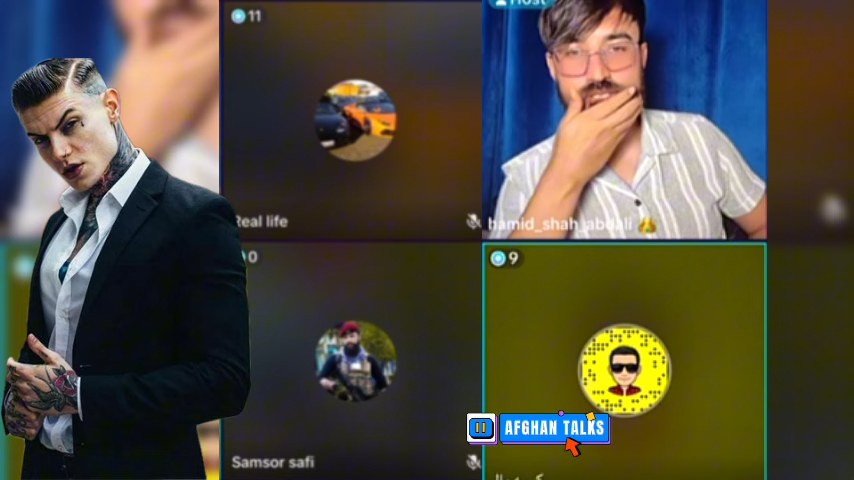 11
Host
Real life
hamid_shah_abdali
0
9
AFGHAN TALKS
Samsor safi